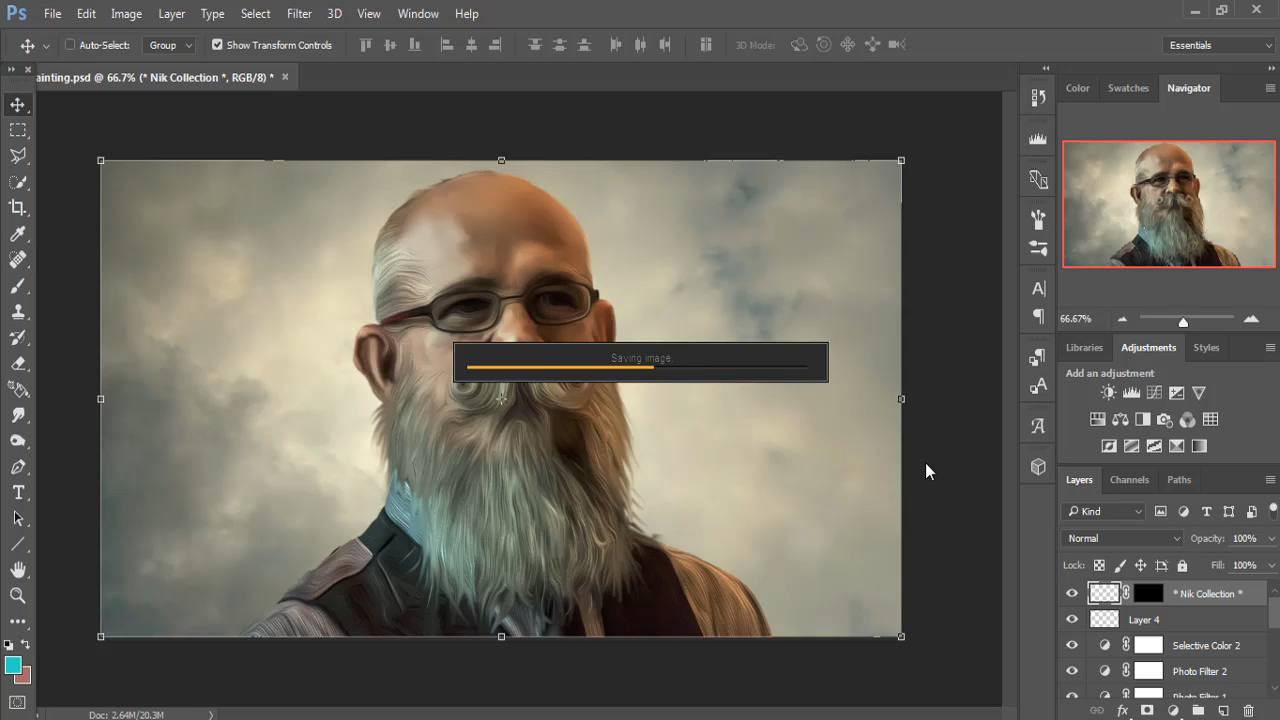 Ps File Edit Image Layer Type Select Filter 3D View Window Help
Auto-Select: Group Show Transform Controls 3D Mode: Essentials
ainting.psd @ 66.7% (* Nik Collection *, RGB/8) * ×
Color Swatches Navigator
66.67%
Libraries Adjustments Styles
Add an adjustment
Saving image.
Layers Channels Paths
Kind
Normal Opacity: 100%
Lock: Fill: 100%
* Nik Collection *
Layer 4
Selective Color 2
Photo Filter 2
Photo Filter 1
Doc: 2.64M/20.3M